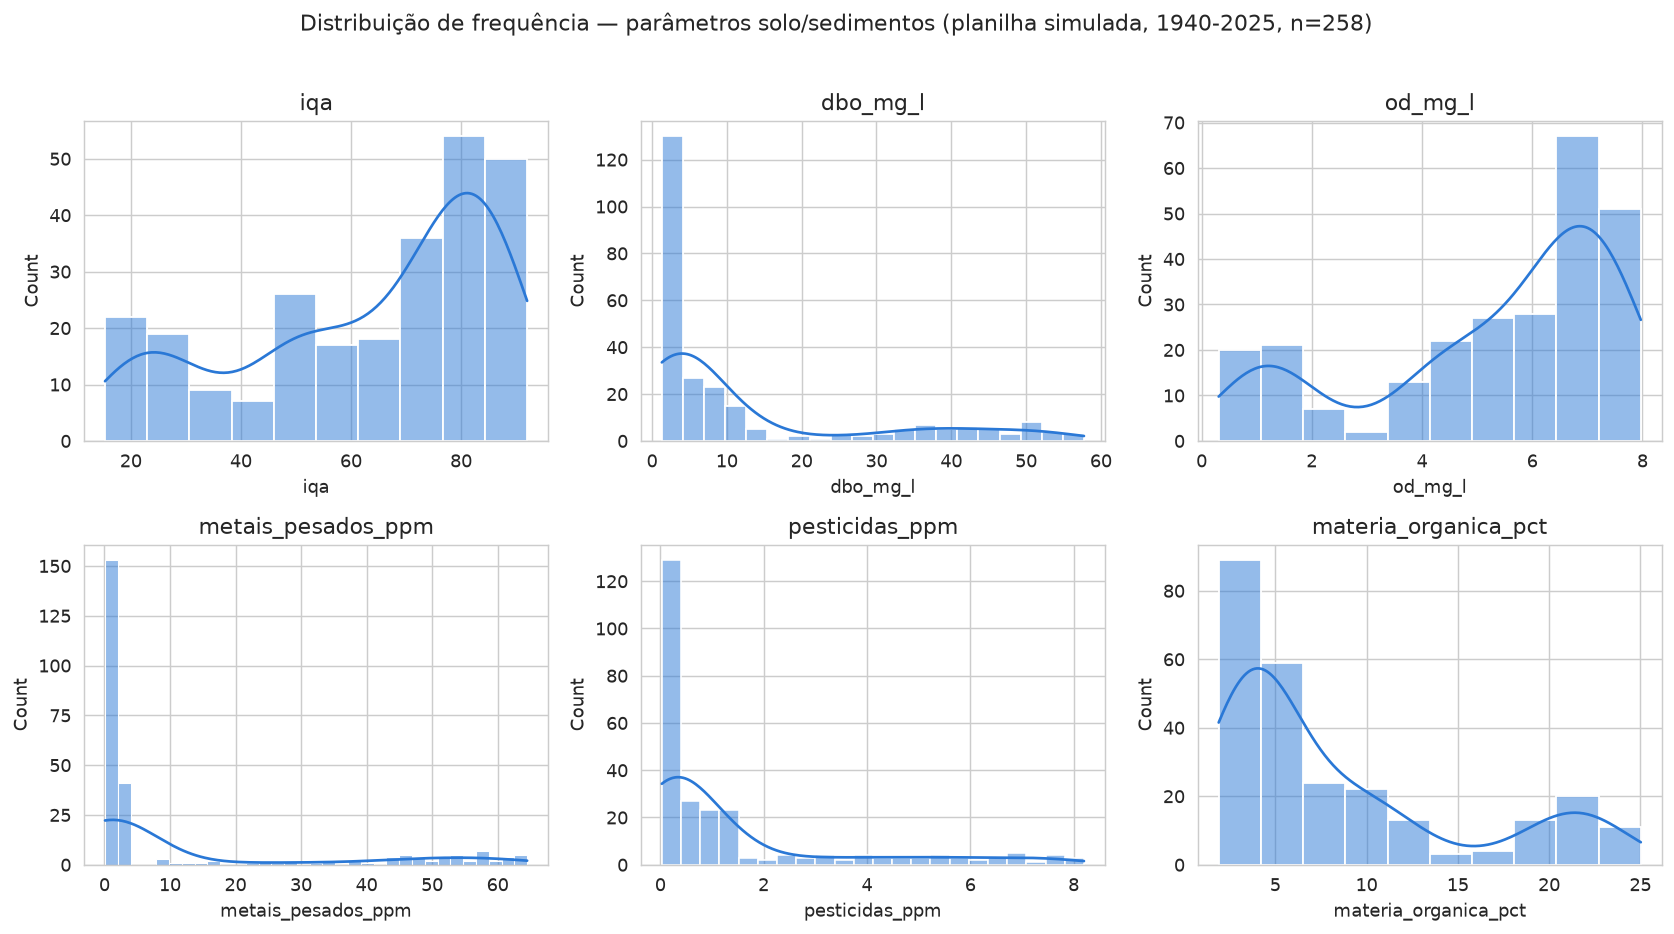 Distribuição de frequência — parâmetros solo/sedimentos (planilha simulada, 1940-2025, n=258)
iqa
Count
50
40
30
20
10
0
20 40 60 80
iqa
dbo_mg_l
Count
120
100
80
60
40
20
0
0 10 20 30 40 50 60
dbo_mg_l
od_mg_l
Count
70
60
50
40
30
20
10
0
0 2 4 6 8
od_mg_l
metais_pesados_ppm
Count
150
125
100
75
50
25
0
0 10 20 30 40 50 60
metais_pesados_ppm
pesticidas_ppm
Count
120
100
80
60
40
20
0
0 2 4 6 8
pesticidas_ppm
materia_organica_pct
Count
80
60
40
20
0
5 10 15 20 25
materia_organica_pct